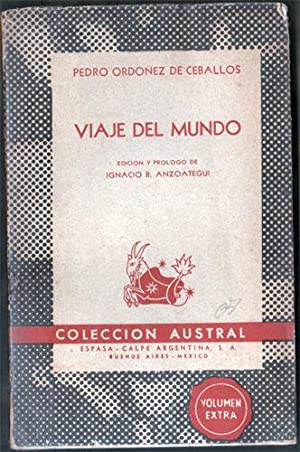 PEDRO ORDOÑEZ DE CEBALLOS
VIAJE DEL MUNDO
EDICION Y PROLOGO DE
IGNACIO B. ANZOATEGUI
COLECCION AUSTRAL
ESPASA - CALPE ARGENTINA, S. A.
BUENOS AIRES - MEXICO
VOLUMEN
EXTRA